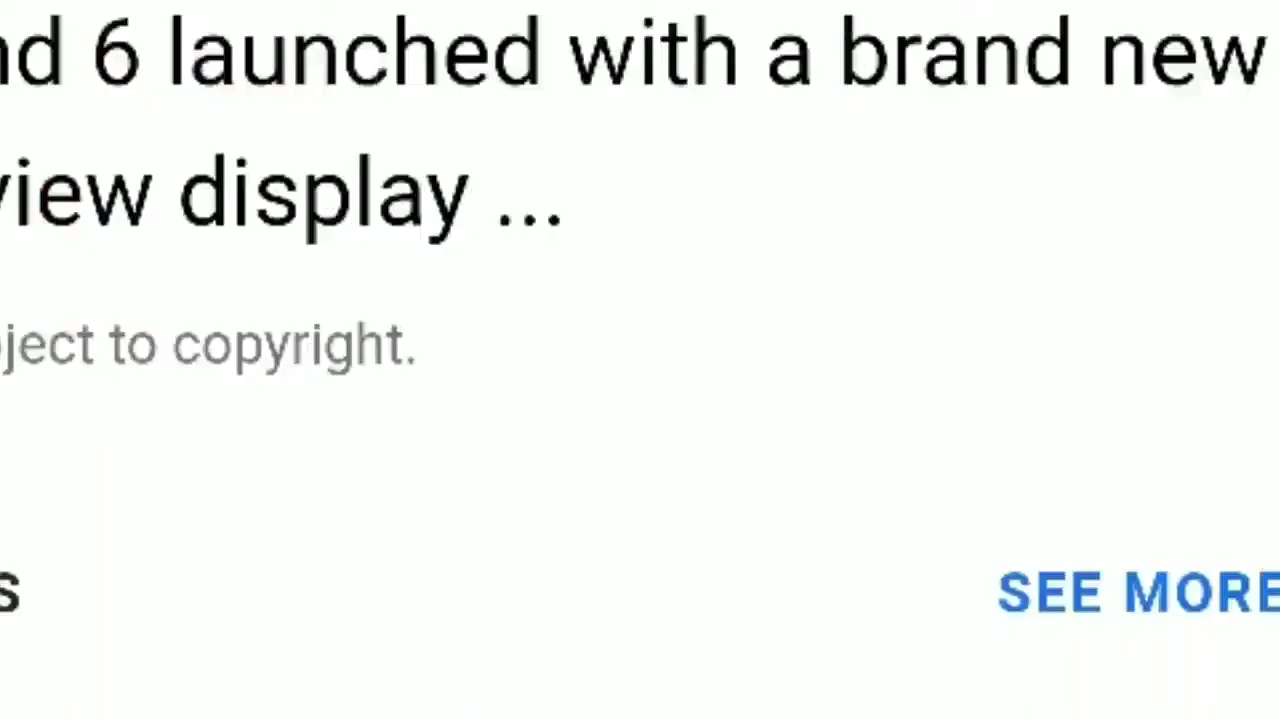 nd 6 launched with a brand new
view display ...
ject to copyright.
S
SEE MORE